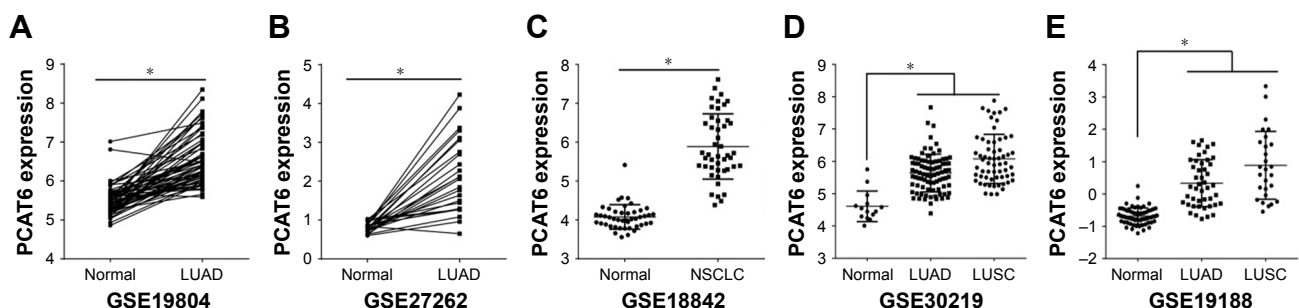 A
PCAT6 expression
9
8
7
6
5
4
*
Normal
LUAD
GSE19804
B
PCAT6 expression
5
4
3
2
1
0
*
Normal
LUAD
GSE27262
C
PCAT6 expression
8
7
6
5
4
3
*
Normal
NSCLC
GSE18842
D
PCAT6 expression
9
8
7
6
5
4
3
*
Normal
LUAD
LUSC
GSE30219
E
PCAT6 expression
4
3
2
1
0
–1
–2
*
Normal
LUAD
LUSC
GSE19188